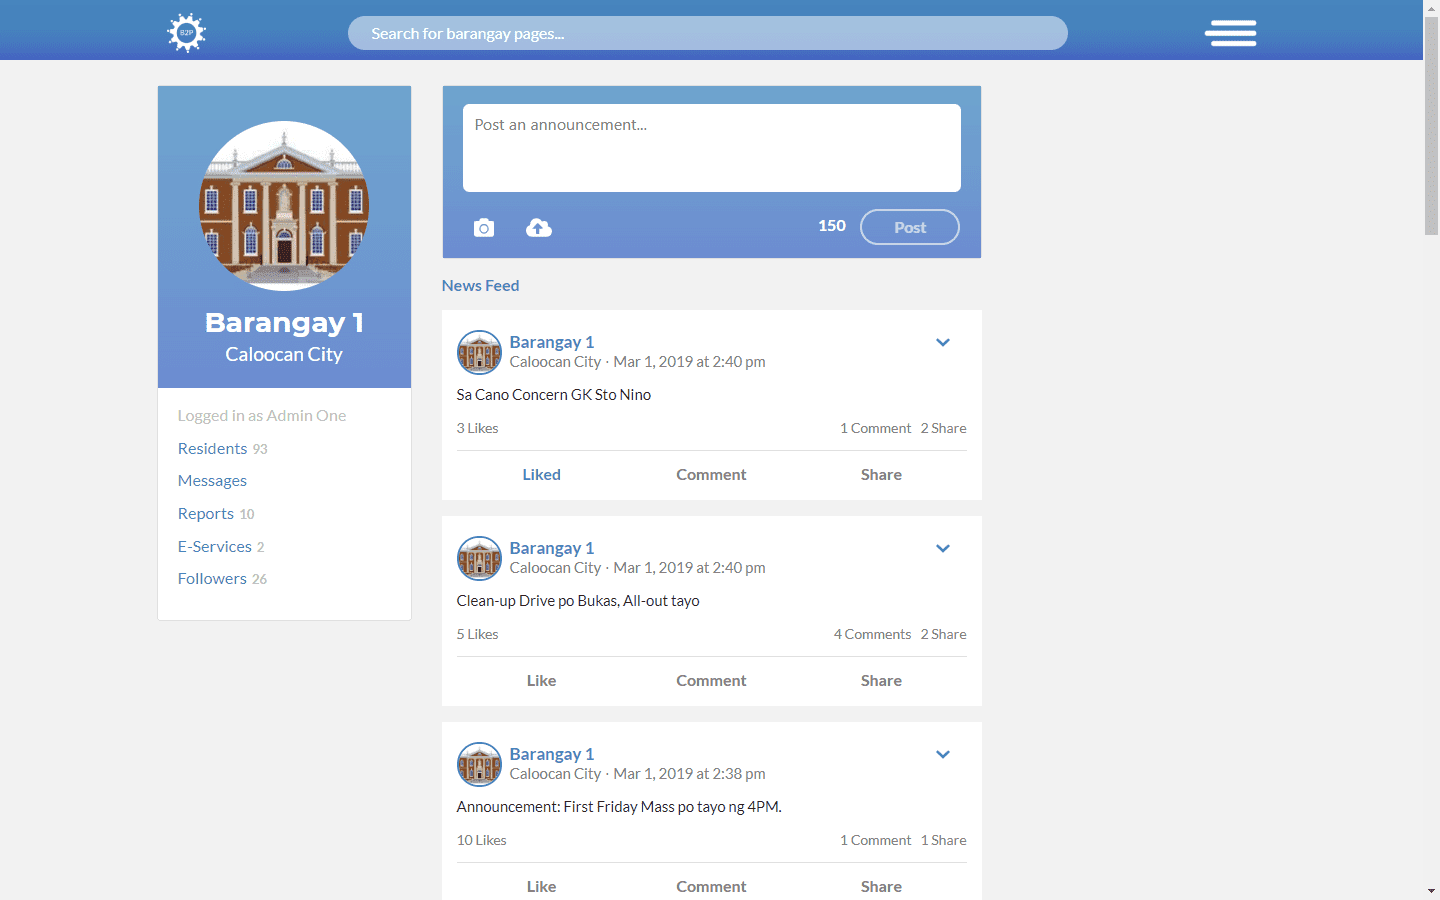 B2P
Search for barangay pages...
Barangay 1
Caloocan City
Logged in as Admin One
Residents 93
Messages
Reports 10
E-Services 2
Followers 26
Post an announcement...
150 Post
News Feed
Barangay 1
Caloocan City · Mar 1, 2019 at 2:40 pm
Sa Cano Concern GK Sto Nino
3 Likes 1 Comment 2 Share
Liked Comment Share
Barangay 1
Caloocan City · Mar 1, 2019 at 2:40 pm
Clean-up Drive po Bukas, All-out tayo
5 Likes 4 Comments 2 Share
Like Comment Share
Barangay 1
Caloocan City · Mar 1, 2019 at 2:38 pm
Announcement: First Friday Mass po tayo ng 4PM.
10 Likes 1 Comment 1 Share
Like Comment Share